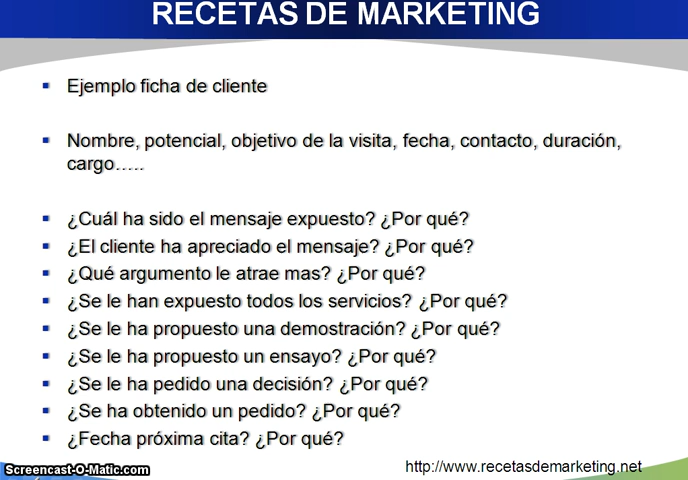 RECETAS DE MARKETING
Ejemplo ficha de cliente
Nombre, potencial, objetivo de la visita, fecha, contacto, duración,
cargo…..
¿Cuál ha sido el mensaje expuesto? ¿Por qué?
¿El cliente ha apreciado el mensaje? ¿Por qué?
¿Qué argumento le atrae mas? ¿Por qué?
¿Se le han expuesto todos los servicios? ¿Por qué?
¿Se le ha propuesto una demostración? ¿Por qué?
¿Se le ha propuesto un ensayo? ¿Por qué?
¿Se le ha pedido una decisión? ¿Por qué?
¿Se ha obtenido un pedido? ¿Por qué?
¿Fecha próxima cita? ¿Por qué?
http://www.recetasdemarketing.net
Screencast-O-Matic.com